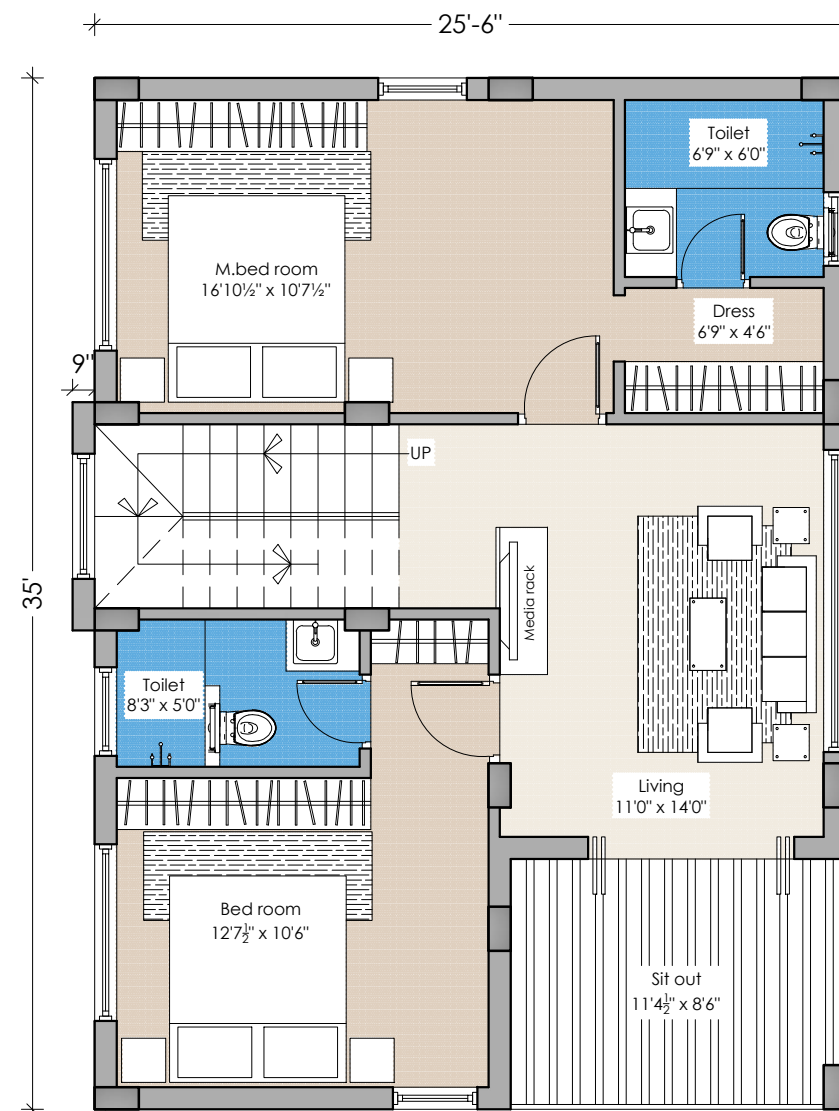 25'-6"
Toilet
6'9" x 6'0"
M.bed room
16'10½" x 10'7½"
Dress
6'9" x 4'6"
9"
UP
35'
Media rack
Toilet
8'3" x 5'0"
Living
11'0" x 14'0"
Bed room
12'7½" x 10'6"
Sit out
11'4½" x 8'6"